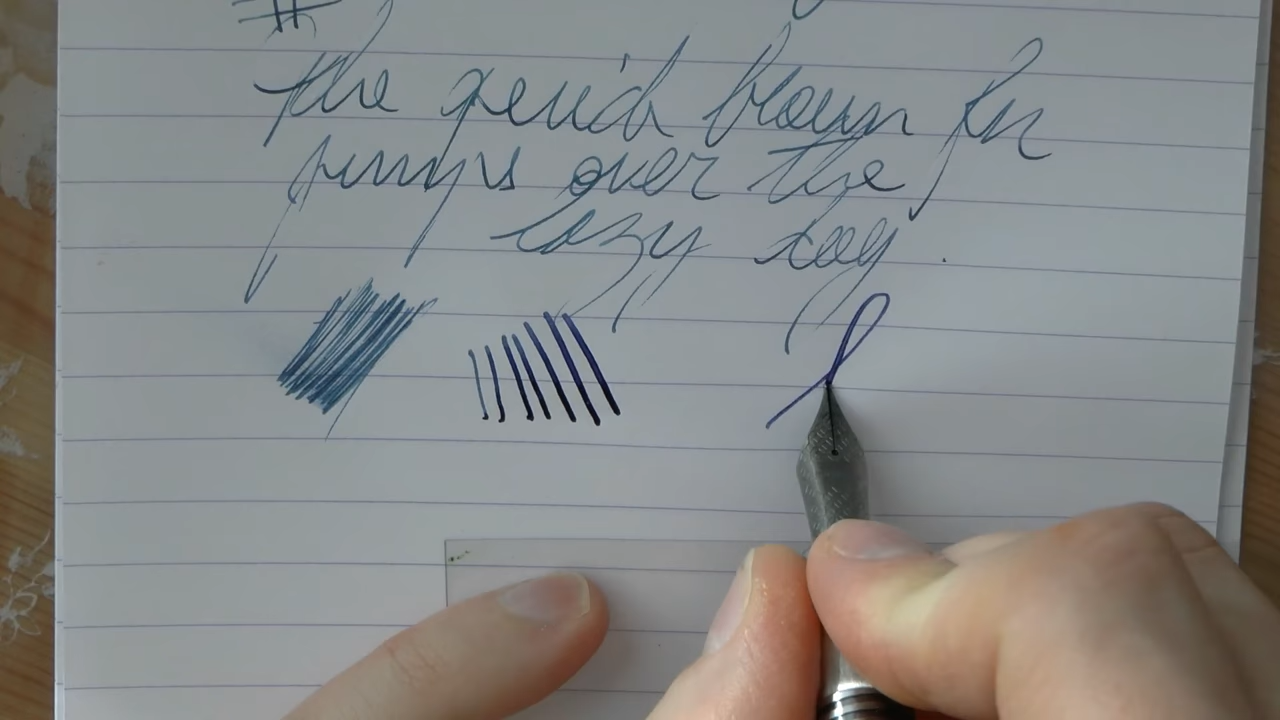 #
the quick brown fox
jumps over the
lazy dog.
l